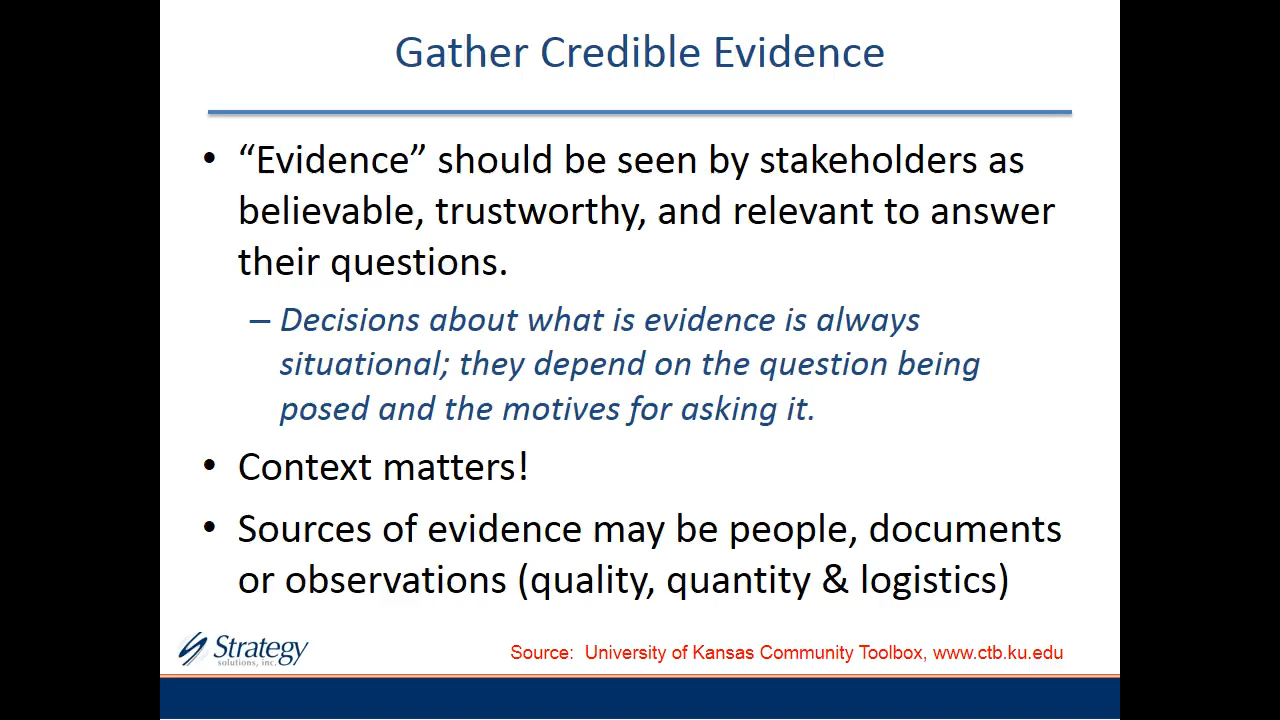 Gather Credible Evidence
• “Evidence” should be seen by stakeholders as
believable, trustworthy, and relevant to answer
their questions.
– Decisions about what is evidence is always
situational; they depend on the question being
posed and the motives for asking it.
• Context matters!
• Sources of evidence may be people, documents
or observations (quality, quantity & logistics)
Strategy
solutions, inc.
Source: University of Kansas Community Toolbox, www.ctb.ku.edu